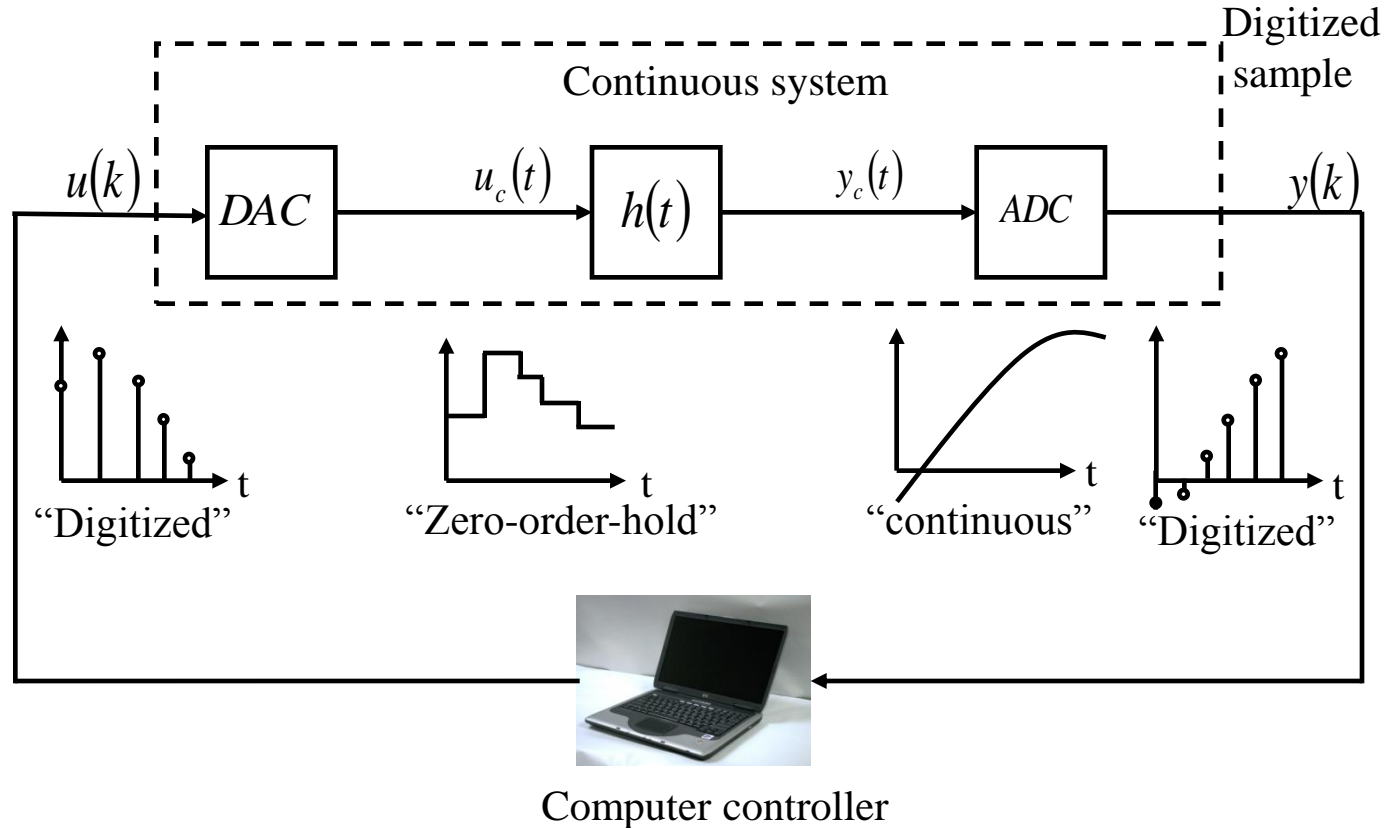 Digitized
sample
Continuous system
u(k)
DAC
u_c(t)
h(t)
y_c(t)
ADC
y(k)
t
“Digitized”
t
“Zero-order-hold”
t
“continuous”
t
“Digitized”
Computer controller